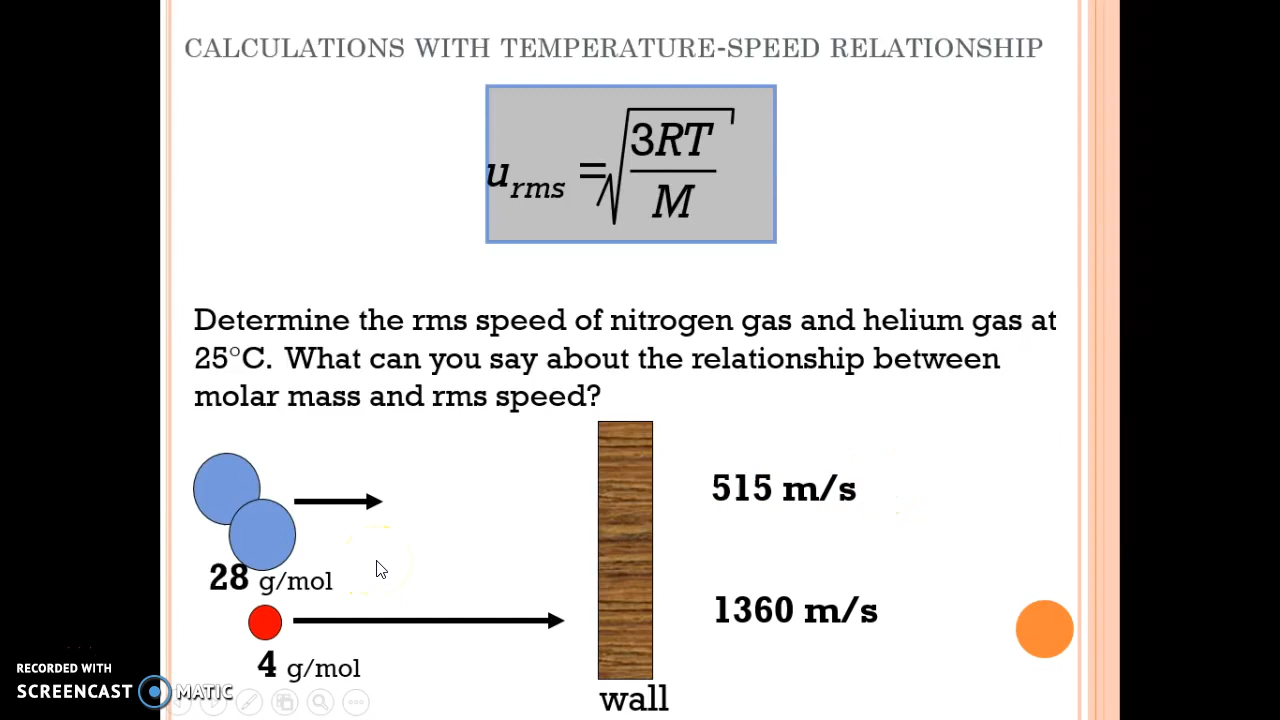 CALCULATIONS WITH TEMPERATURE-SPEED RELATIONSHIP
u_rms = √(3RT/M)
Determine the rms speed of nitrogen gas and helium gas at
25°C. What can you say about the relationship between
molar mass and rms speed?
515 m/s
28 g/mol
1360 m/s
4 g/mol
wall
RECORDED WITH
SCREENCAST MATIC